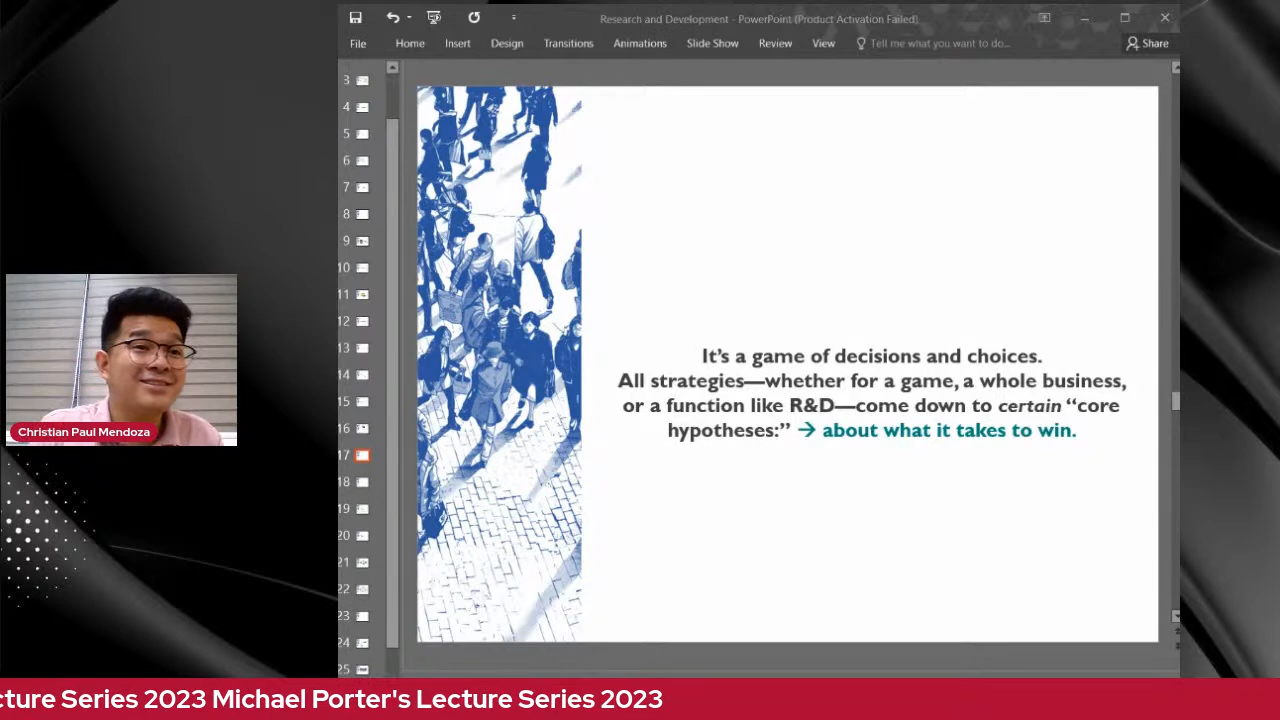 Research and Development - PowerPoint (Product Activation Failed)
File Home Insert Design Transitions Animations Slide Show Review View Tell me what you want to do... Share
3
4
5
6
7
8
9
10
11
12
13
14
15
16
17
18
19
20
21
22
23
24
25
It's a game of decisions and choices.
All strategies—whether for a game, a whole business,
or a function like R&D—come down to certain “core
hypotheses:” → about what it takes to win.
Christian Paul Mendoza
cture Series 2023 Michael Porter's Lecture Series 2023